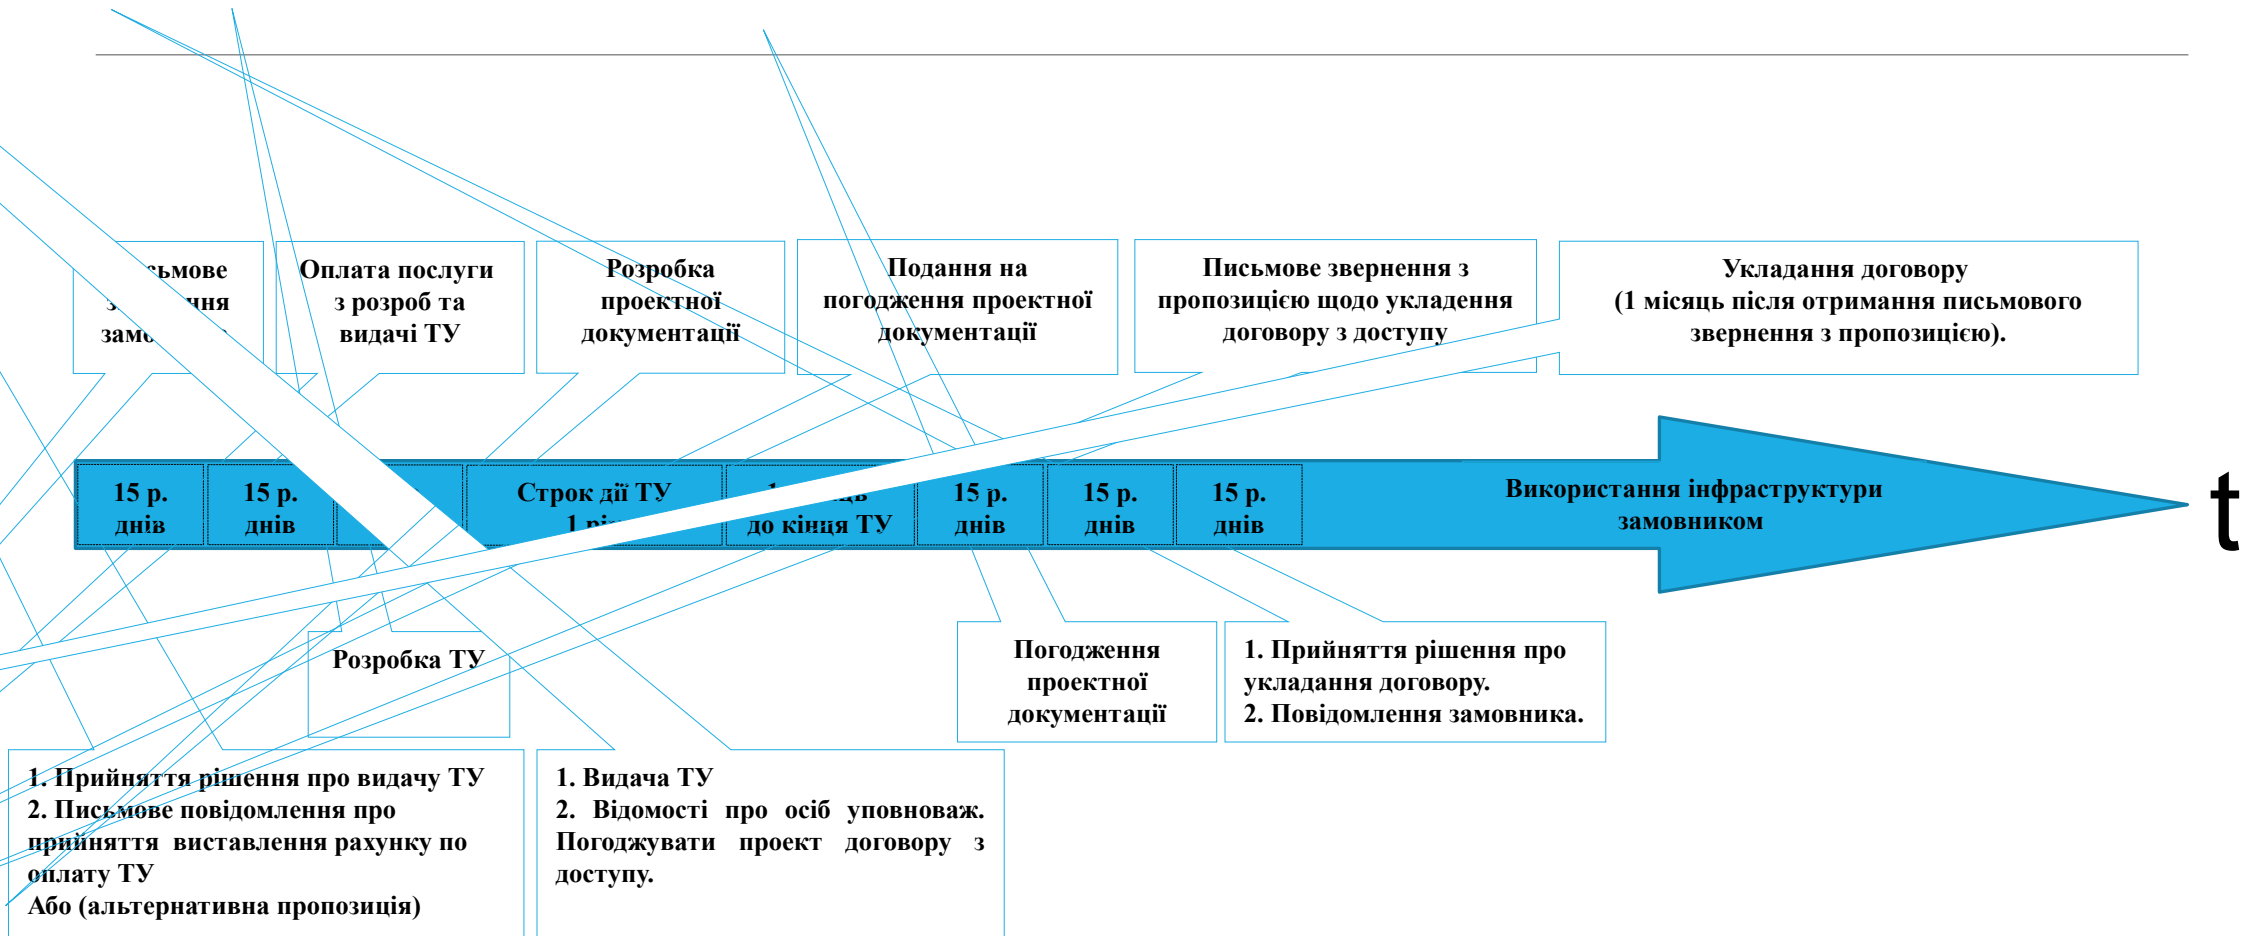 сьмове
ння
замо
Оплата послуги
з розроб та
видачі ТУ
Розробка
проектної
документації
Подання на
погодження проектної
документації
Письмове звернення з
пропозицією щодо укладення
договору з доступу
Укладання договору
(1 місяць після отримання письмового
звернення з пропозицією).
15 р.
днів
15 р.
днів
Строк дії ТУ
1 рі
до кінця ТУ
15 р.
днів
15 р.
днів
15 р.
днів
Використання інфраструктури
замовником
t
Розробка ТУ
Погодження
проектної
документації
1. Прийняття рішення про
укладання договору.
2. Повідомлення замовника.
1. Прийняття рішення про видачу ТУ
2. Письмове повідомлення про
прийняття виставлення рахунку по
оплату ТУ
Або (альтернативна пропозиція)
1. Видача ТУ
2. Відомості про осіб уповноваж.
Погоджувати проект договору з
доступу.